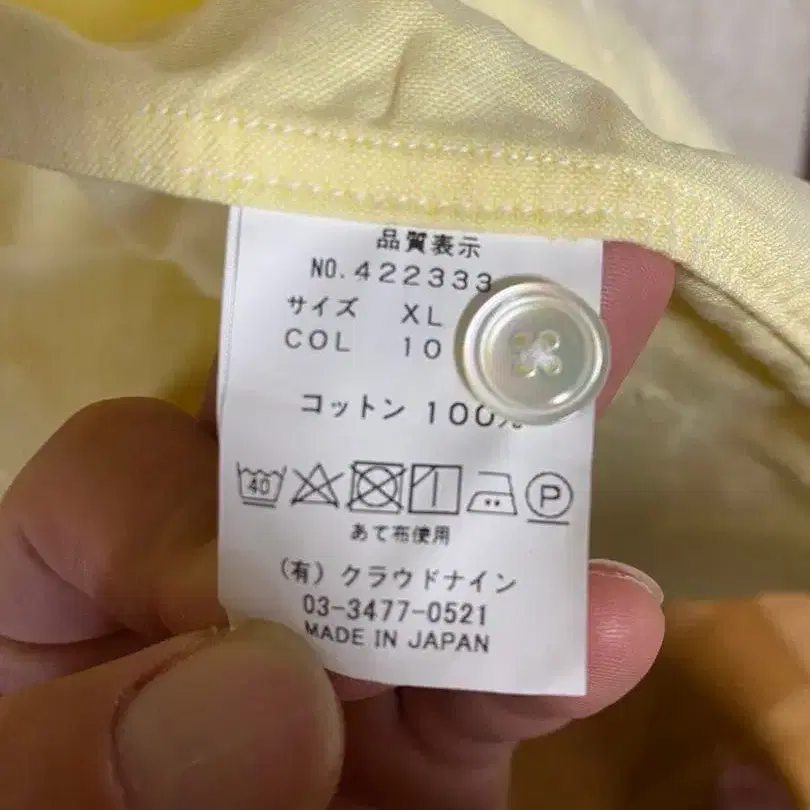 品質表示
NO.422333
サイズ XL
COL 10
コットン 100%
40 P
あて布使用
(有) クラウドナイン
03-3477-0521
MADE IN JAPAN